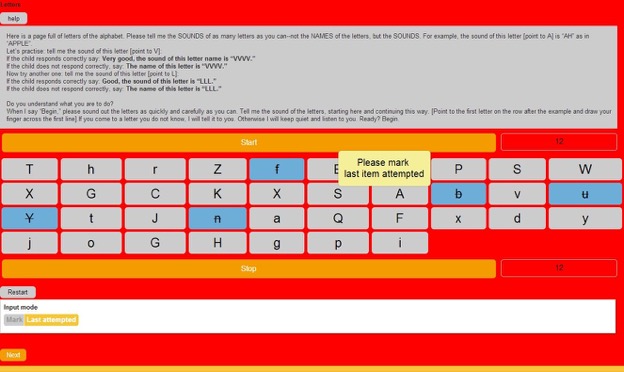 Letters
help
Here is a page full of letters of the alphabet. Please tell me the SOUNDS of as many letters as you can--not the NAMES of the letters, but the SOUNDS. For example, the sound of this letter [point to A] is "AH" as in
"APPLE".
Let's practise: tell me the sound of this letter [point to V]:
If the child responds correctly say: Very good, the sound of this letter name is "VVVV."
If the child does not respond correctly, say: The name of this letter is "VVVV."
Now try another one: tell me the sound of this letter [point to L]:
If the child responds correctly say: Good, the sound of this letter is "LLL."
If the child does not respond correctly, say: The name of this letter is "LLL."
Do you understand what you are to do?
When I say "Begin," please sound out the letters as quickly and carefully as you can. Tell me the sound of the letters, starting here and continuing this way. [Point to the first letter on the row after the example and draw your
finger across the first line] If you come to a letter you do not know, I will tell it to you. Otherwise I will keep quiet and listen to you. Ready? Begin.
Start 12
Please mark
last item attempted
T h r Z f P S W
X G C K X S A b v u
Y t J n a Q F x d y
j o G H g p i
Stop 12
Restart
Input mode
Mark Last attempted
Next